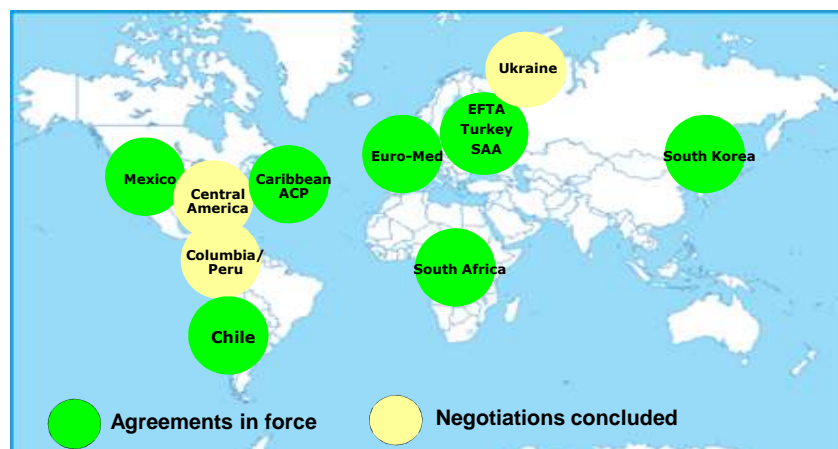 Ukraine
EFTA
Turkey
SAA
Euro-Med
South Korea
Mexico
Caribbean
ACP
Central
America
Columbia/
Peru
South Africa
Chile
Agreements in force
Negotiations concluded